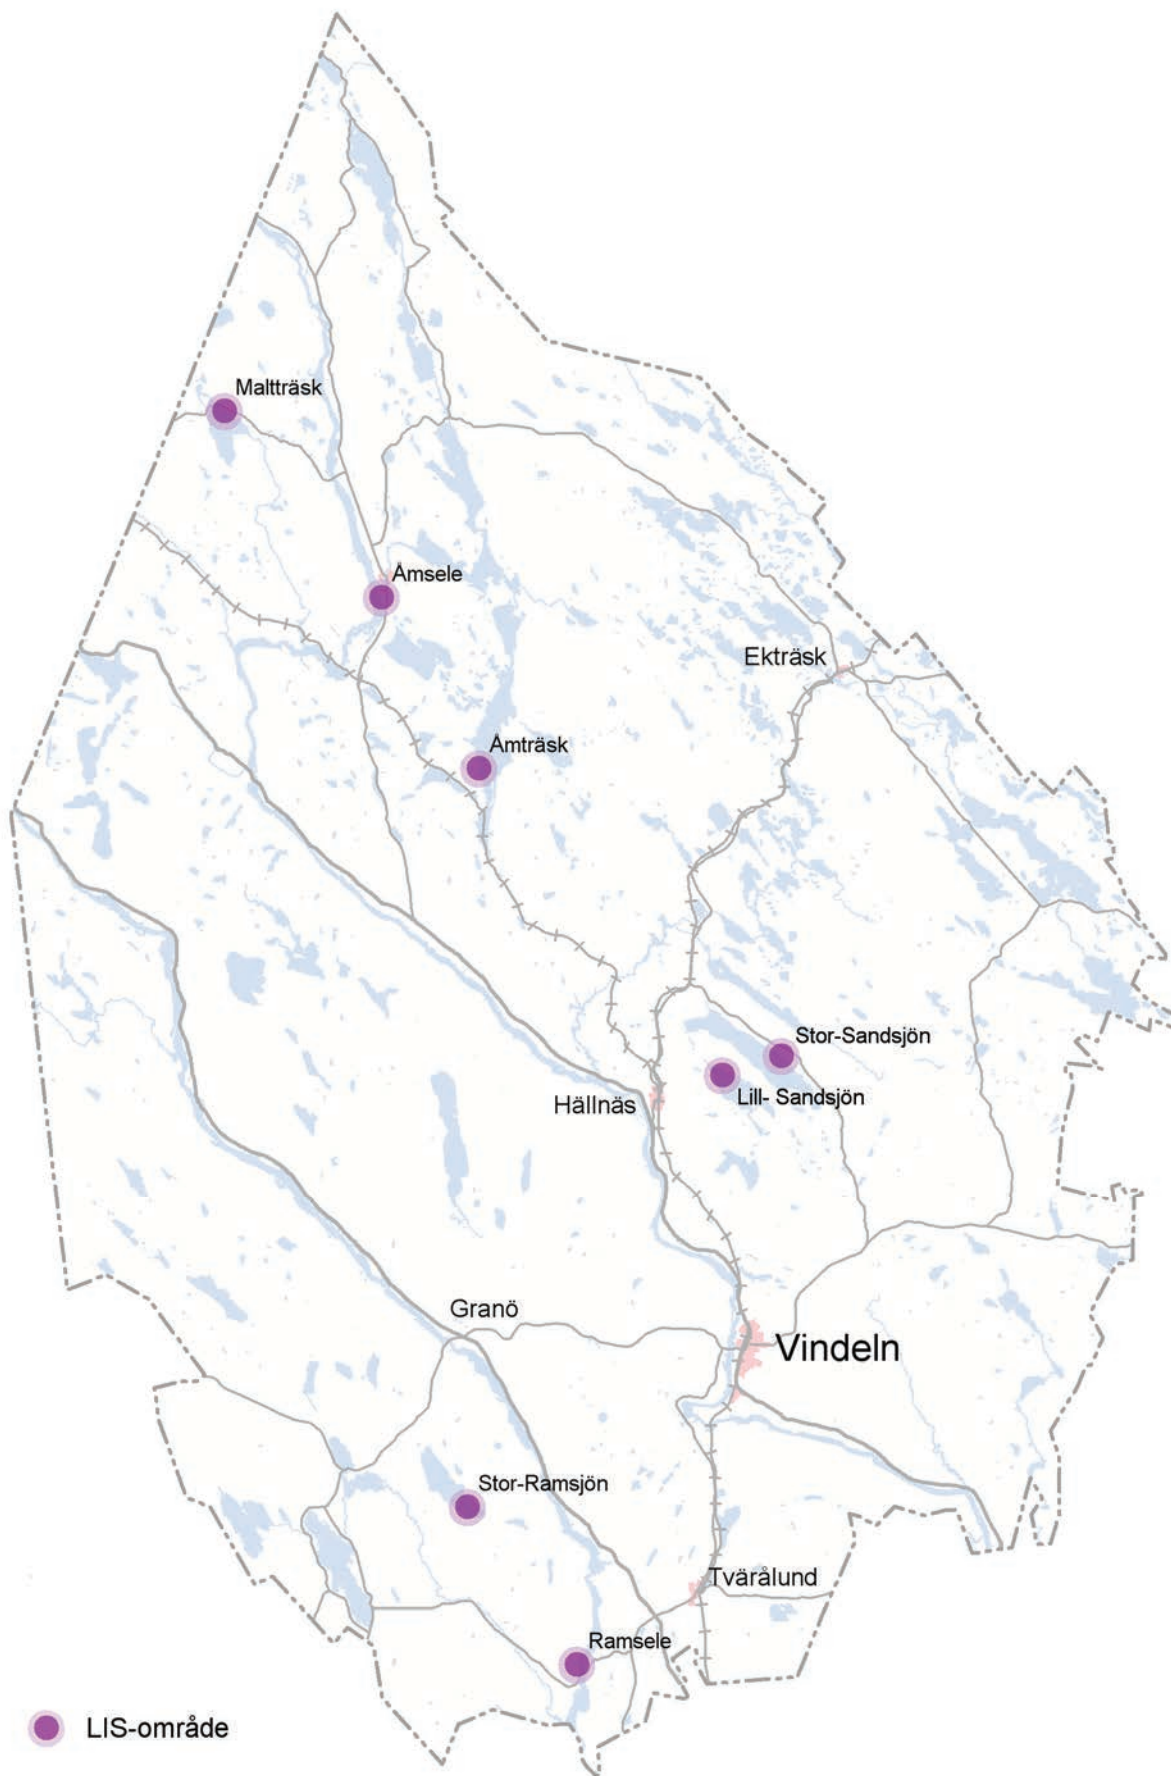 Maltträsk
Åmsele
Ekträsk
Åmträsk
Stor-Sandsjön
Lill- Sandsjön
Hällnäs
Granö
Vindeln
Stor-Ramsjön
Tvärålund
Ramsele
LIS-område